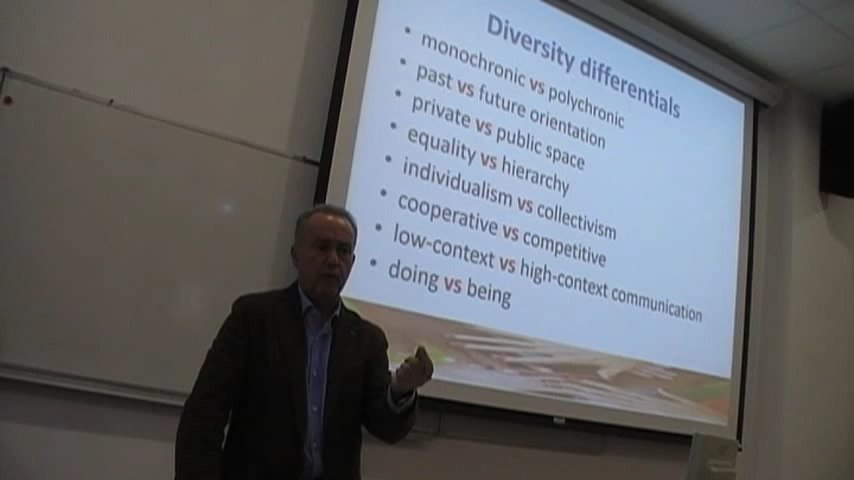 Diversity differentials
• monochronic vs polychronic
• past vs future orientation
• private vs public space
• equality vs hierarchy
• individualism vs collectivism
• cooperative vs competitive
• low-context vs high-context communication
• doing vs being